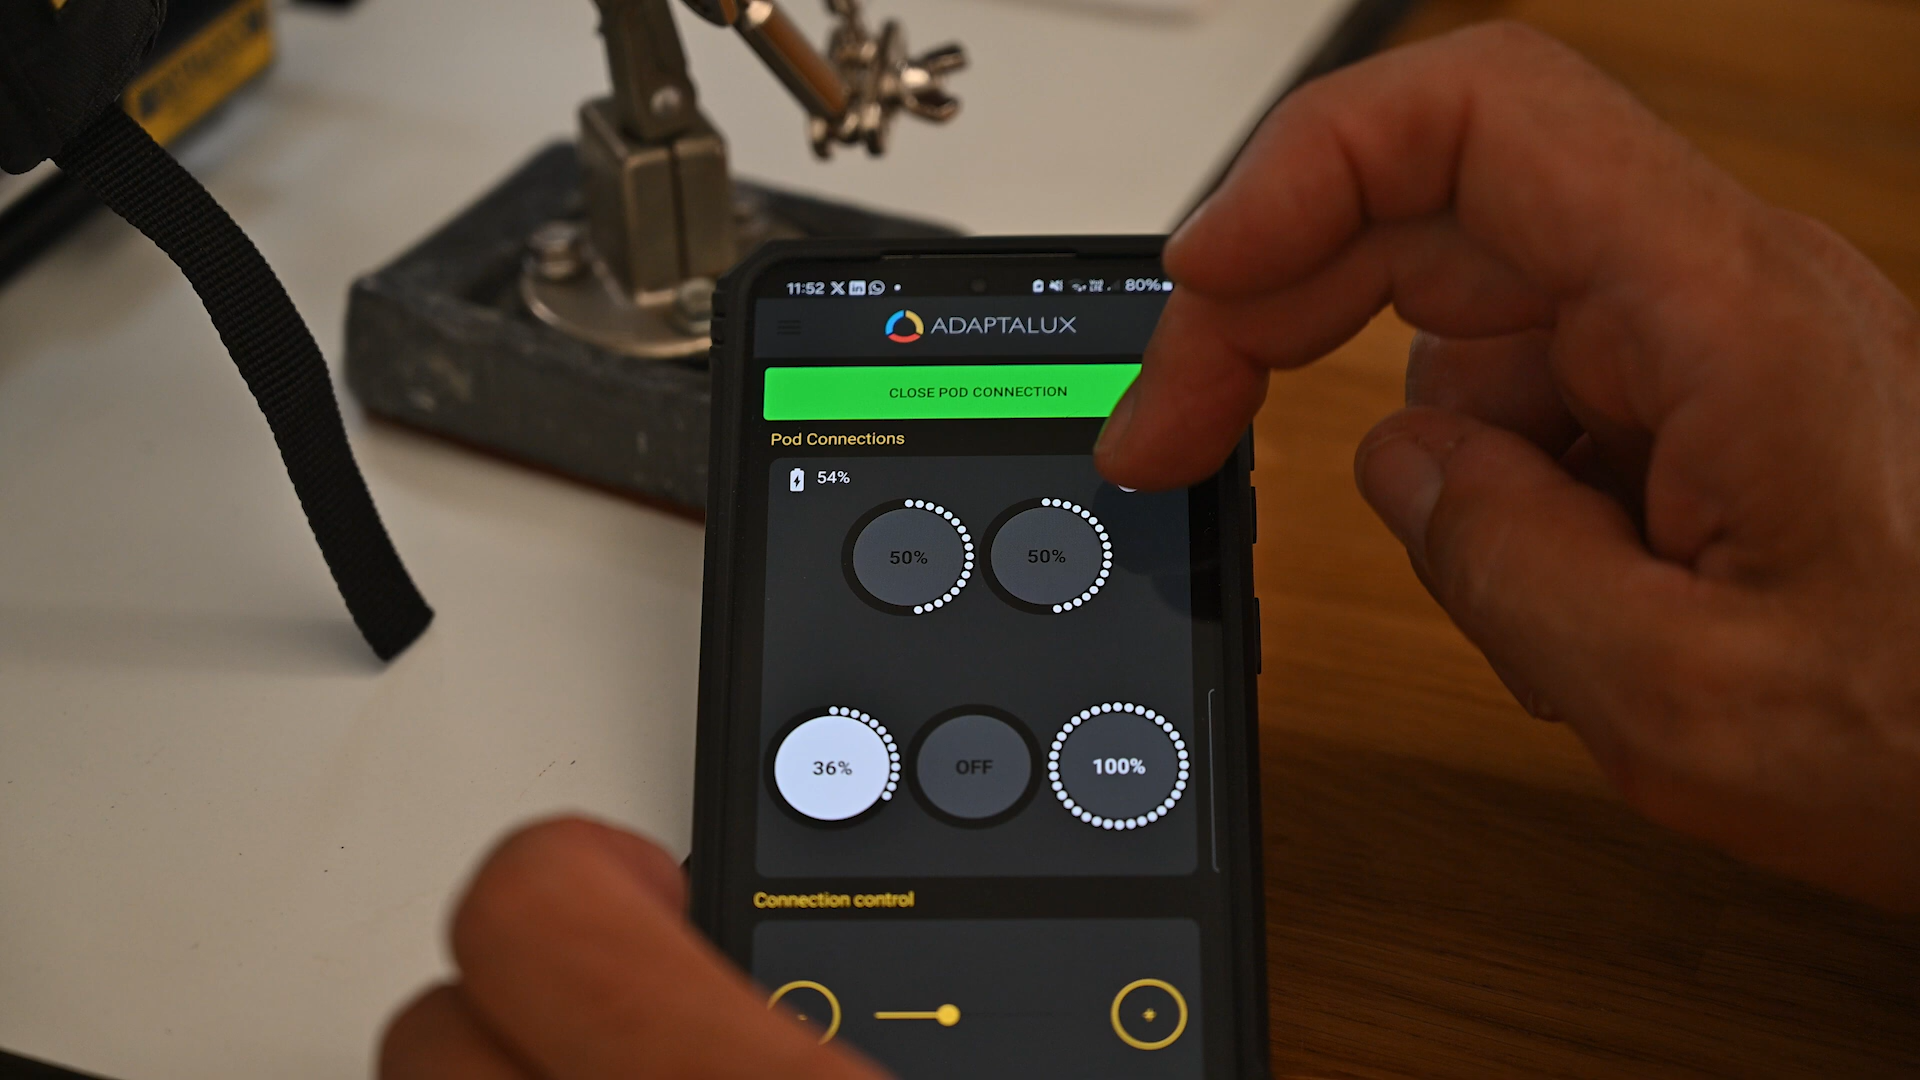 11:52 80%
ADAPTALUX
CLOSE POD CONNECTION
Pod Connections
54%
50% 50%
36% OFF 100%
Connection control